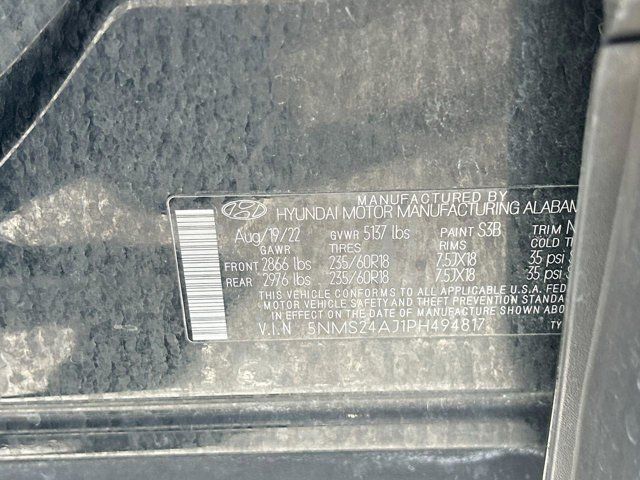 MANUFACTURED BY
HYUNDAI MOTOR MANUFACTURING ALABAM
Aug/19/22 GVWR 5137 lbs PAINT S3B TRIM N
GAWR TIRES RIMS COLD T
FRONT 2866 lbs 235/60R18 7.5JX18 35 psi
REAR 2976 lbs 235/60R18 7.5JX18 35 psi S
THIS VEHICLE CONFORMS TO ALL APPLICABLE U.S.A FED
MOTOR VEHICLE SAFETY AND THEFT PREVENTION STANDA
IN EFFECT ON THE DATE OF MANUFACTURE SHOWN ABOV
V.I.N 5NMS24AJ1PH494817 TY